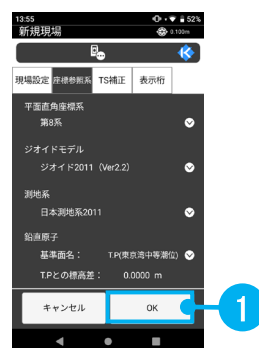 13:55 52%
新規現場 0.100m
現場設定 座標参照系 TS補正 表示桁
平面直角座標系
第8系
ジオイドモデル
ジオイド2011（Ver2.2）
測地系
日本測地系2011
鉛直原子
基準面名： T.P(東京湾中等潮位)
T.Pとの標高差： 0.0000 m
キャンセル OK
1